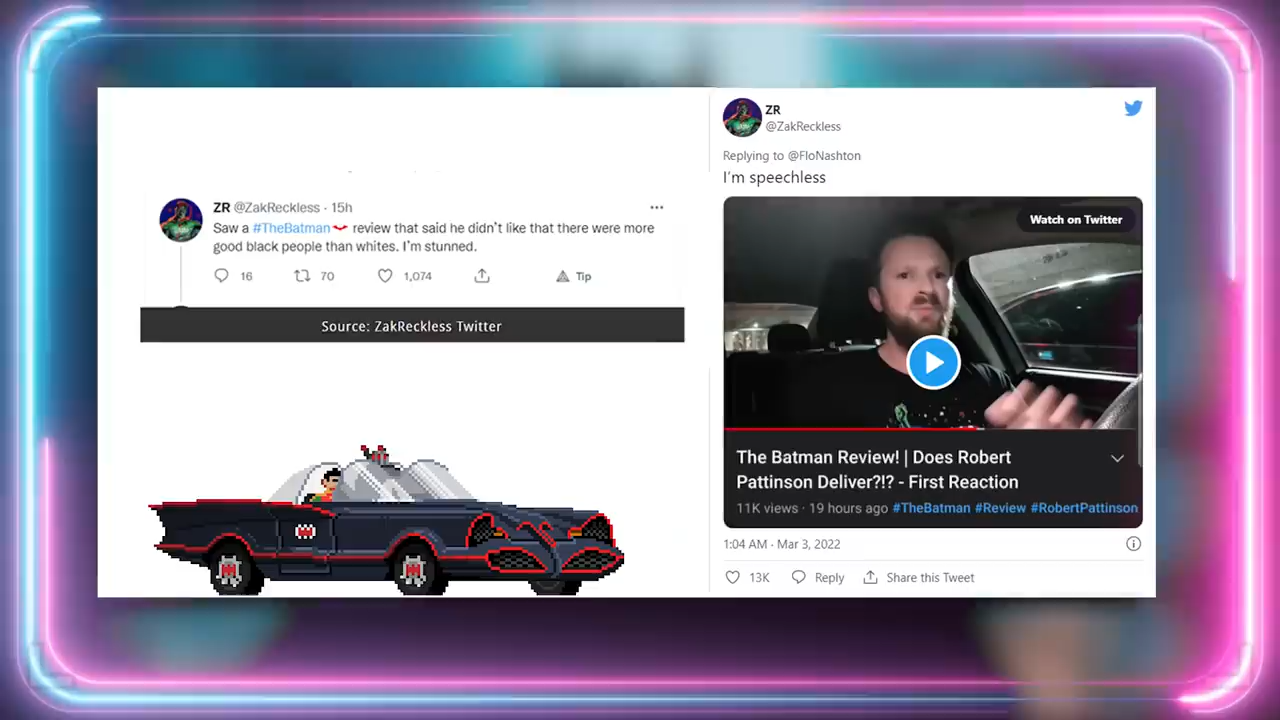 ZR @ZakReckless · 15h
Saw a #TheBatman review that said he didn't like that there were more
good black people than whites. I'm stunned.
16 70 1,074 Tip
Source: ZakReckless Twitter
ZR
@ZakReckless
Replying to @FloNashton
I'm speechless
Watch on Twitter
The Batman Review! | Does Robert
Pattinson Deliver?!? - First Reaction
11K views · 19 hours ago #TheBatman #Review #RobertPattinson
1:04 AM · Mar 3, 2022
13K Reply Share this Tweet